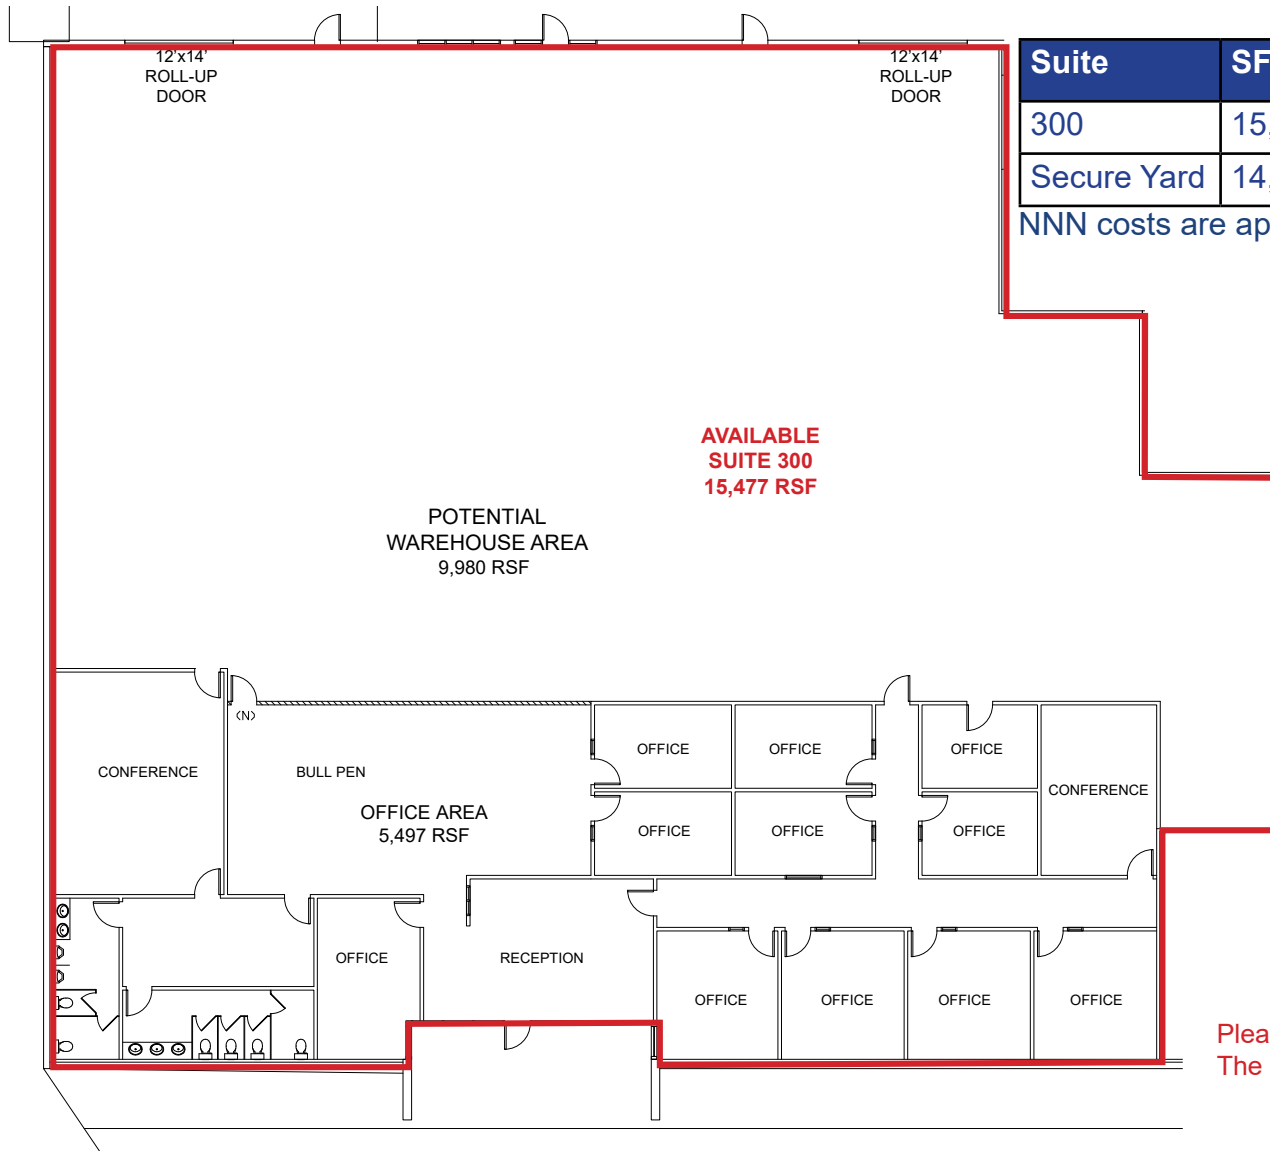 12'x14'
ROLL-UP
DOOR
12'x14'
ROLL-UP
DOOR
Suite SF
300 15,
Secure Yard 14,
NNN costs are ap
AVAILABLE
SUITE 300
15,477 RSF
POTENTIAL
WAREHOUSE AREA
9,980 RSF
(N)
CONFERENCE
BULL PEN
OFFICE AREA
5,497 RSF
OFFICE
OFFICE
OFFICE
CONFERENCE
OFFICE
OFFICE
OFFICE
OFFICE
RECEPTION
OFFICE
OFFICE
OFFICE
OFFICE
Plea
The